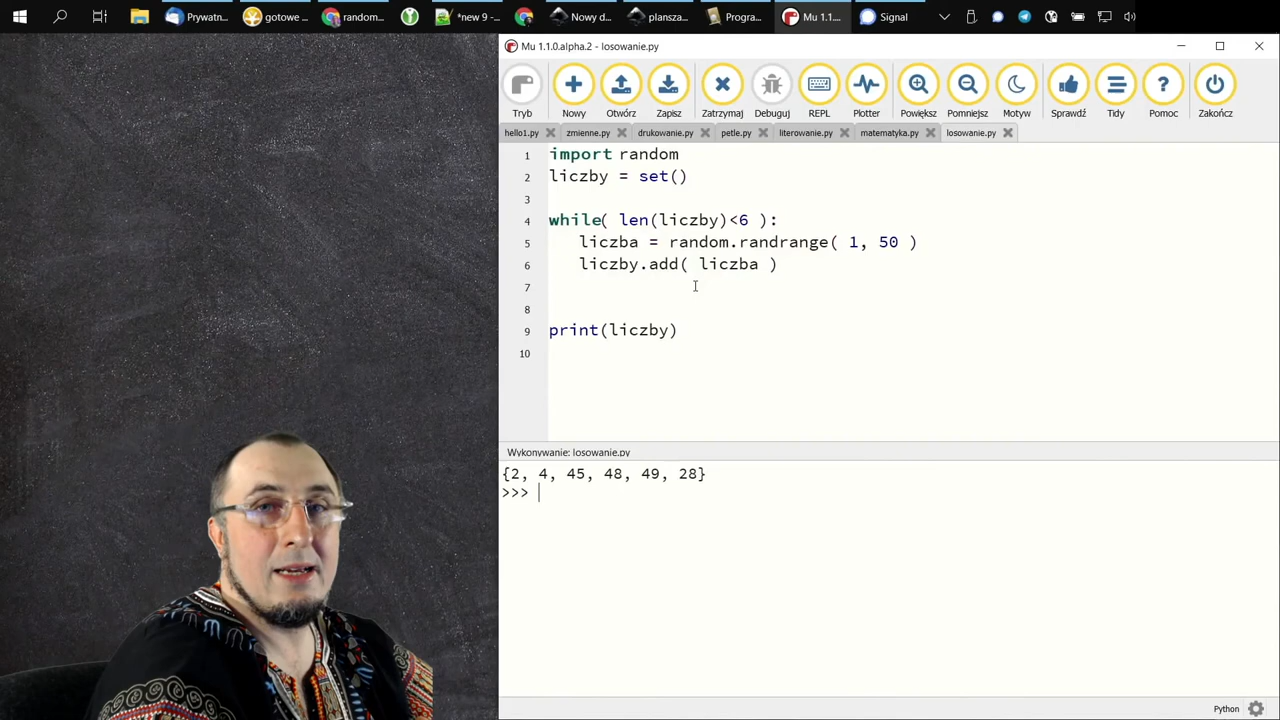 Prywatn...
gotowe ...
random...
*new 9 -...
Nowy d...
plansza...
Progra...
Mu 1.1....
Signal
Mu 1.1.0.alpha.2 - losowanie.py
Tryb
Nowy
Otwórz
Zapisz
Zatrzymaj
Debuguj
REPL
Plotter
Powiększ
Pomniejsz
Motyw
Sprawdź
Tidy
Pomoc
Zakończ
hello1.py
zmienne.py
drukowanie.py
petle.py
literowanie.py
matematyka.py
losowanie.py
1 import random
2 liczby = set()
3
4 while( len(liczby)<6 ):
5 liczba = random.randrange( 1, 50 )
6 liczby.add( liczba )
7
8
9 print(liczby)
10
Wykonywanie: losowanie.py
{2, 4, 45, 48, 49, 28}
>>>
Python